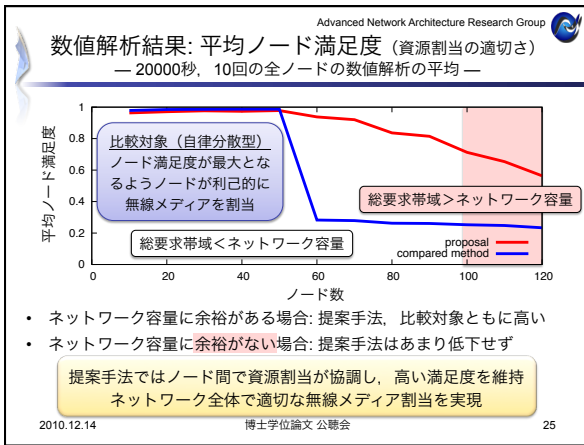 Advanced Network Architecture Research Group
数値解析結果: 平均ノード満足度（資源割当の適切さ）
― 20000秒，10回の全ノードの数値解析の平均 ―
平均ノード満足度
1
0.8
0.6
0.4
0.2
0
比較対象（自律分散型）
ノード満足度が最大とな
るようノードが利己的に
無線メディアを割当
総要求帯域＞ネットワーク容量
総要求帯域＜ネットワーク容量
proposal
compared method
0 20 40 60 80 100 120
ノード数
• ネットワーク容量に余裕がある場合: 提案手法，比較対象ともに高い
• ネットワーク容量に余裕がない場合: 提案手法はあまり低下せず
提案手法ではノード間で資源割当が協調し，高い満足度を維持
ネットワーク全体で適切な無線メディア割当を実現
2010.12.14 博士学位論文 公聴会 25